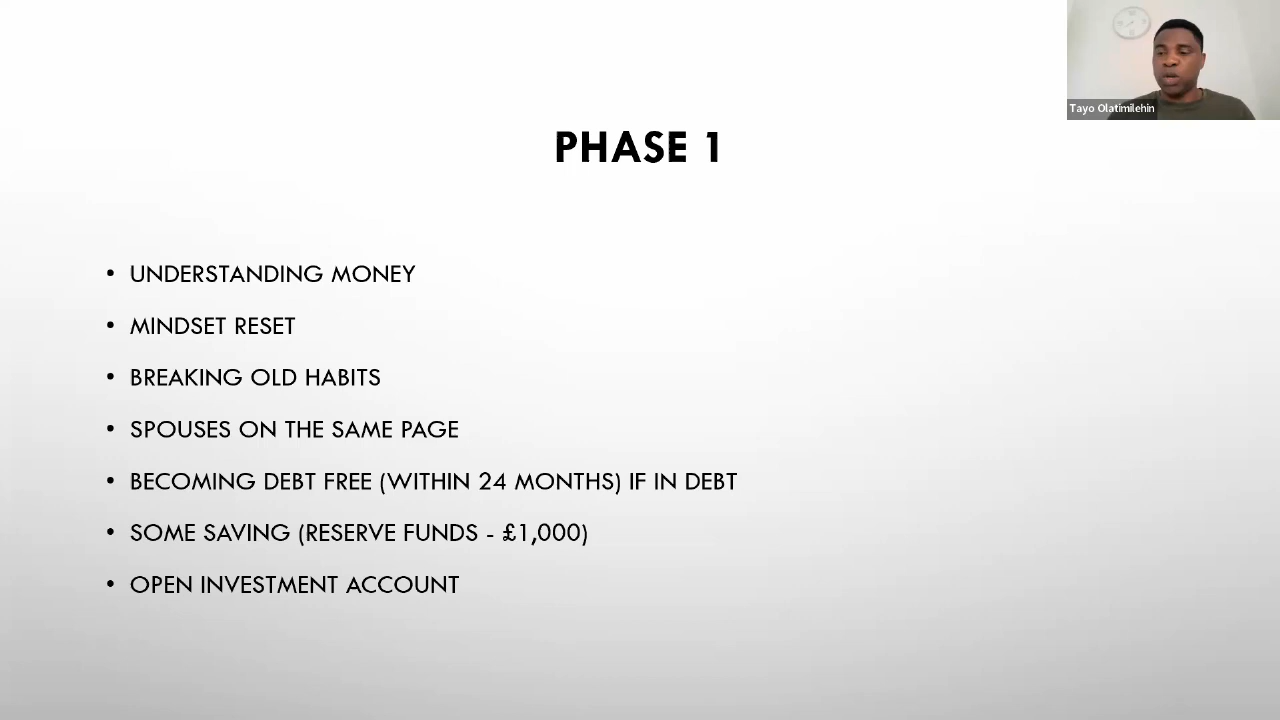 Tayo Olatimilehin
PHASE 1
• UNDERSTANDING MONEY
• MINDSET RESET
• BREAKING OLD HABITS
• SPOUSES ON THE SAME PAGE
• BECOMING DEBT FREE (WITHIN 24 MONTHS) IF IN DEBT
• SOME SAVING (RESERVE FUNDS - £1,000)
• OPEN INVESTMENT ACCOUNT